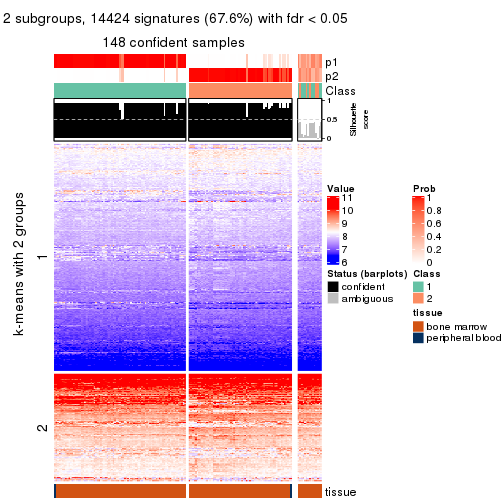 2 subgroups, 14424 signatures (67.6%) with fdr < 0.05
148 confident samples
p1
p2
Class
1
0.5
0
Silhouette
score
k-means with 2 groups
1
2
tissue
Value
11
10
9
8
7
6
Prob
1
0.8
0.6
0.4
0.2
0
Status (barplots)
confident
ambiguous
Class
1
2
tissue
bone marrow
peripheral blood